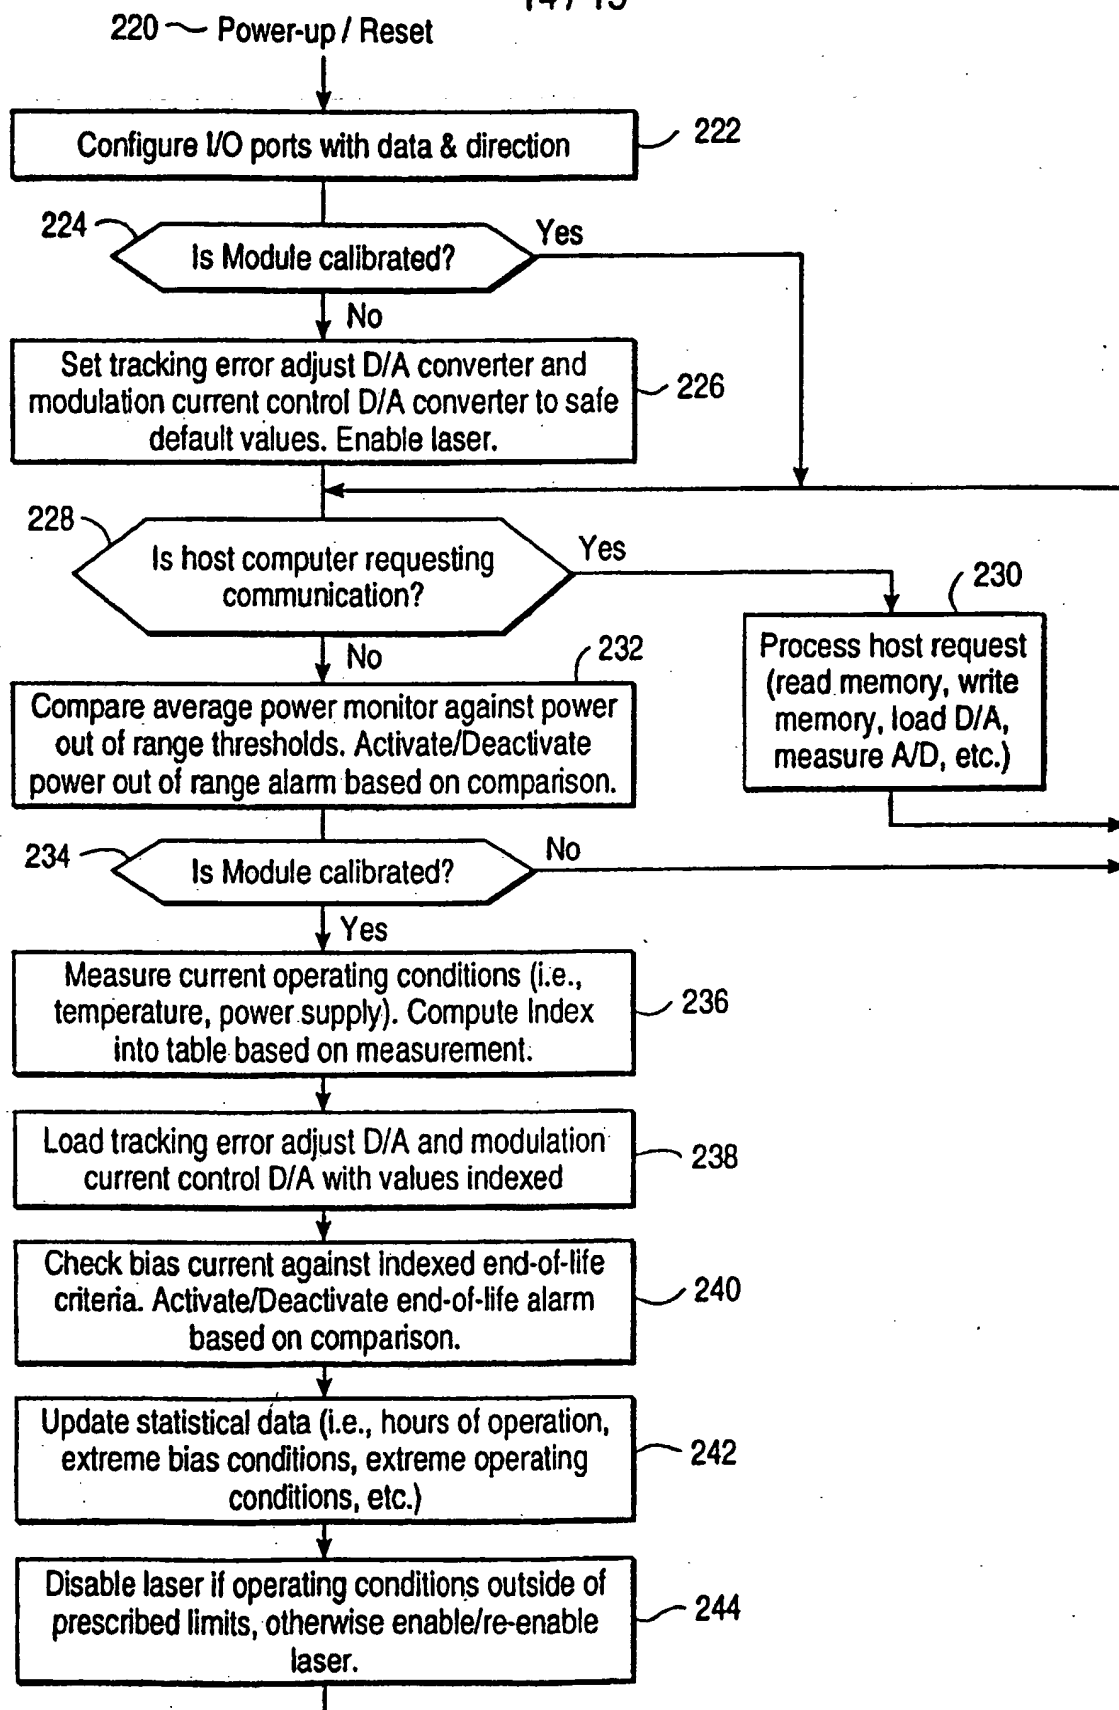 220 Power-up / Reset
Configure I/O ports with data & direction
222
224
Is Module calibrated?
Yes
No
Set tracking error adjust D/A converter and
modulation current control D/A converter to safe
default values. Enable laser.
226
228
Is host computer requesting
communication?
Yes
No
230
Process host request
(read memory, write
memory, load D/A,
measure A/D, etc.)
232
Compare average power monitor against power
out of range thresholds. Activate/Deactivate
power out of range alarm based on comparison.
234
Is Module calibrated?
No
Yes
Measure current operating conditions (i.e.,
temperature, power supply). Compute Index
into table based on measurement.
236
Load tracking error adjust D/A and modulation
current control D/A with values indexed
238
Check bias current against indexed end-of-life
criteria. Activate/Deactivate end-of-life alarm
based on comparison.
240
Update statistical data (i.e., hours of operation,
extreme bias conditions, extreme operating
conditions, etc.)
242
Disable laser if operating conditions outside of
prescribed limits, otherwise enable/re-enable
laser.
244